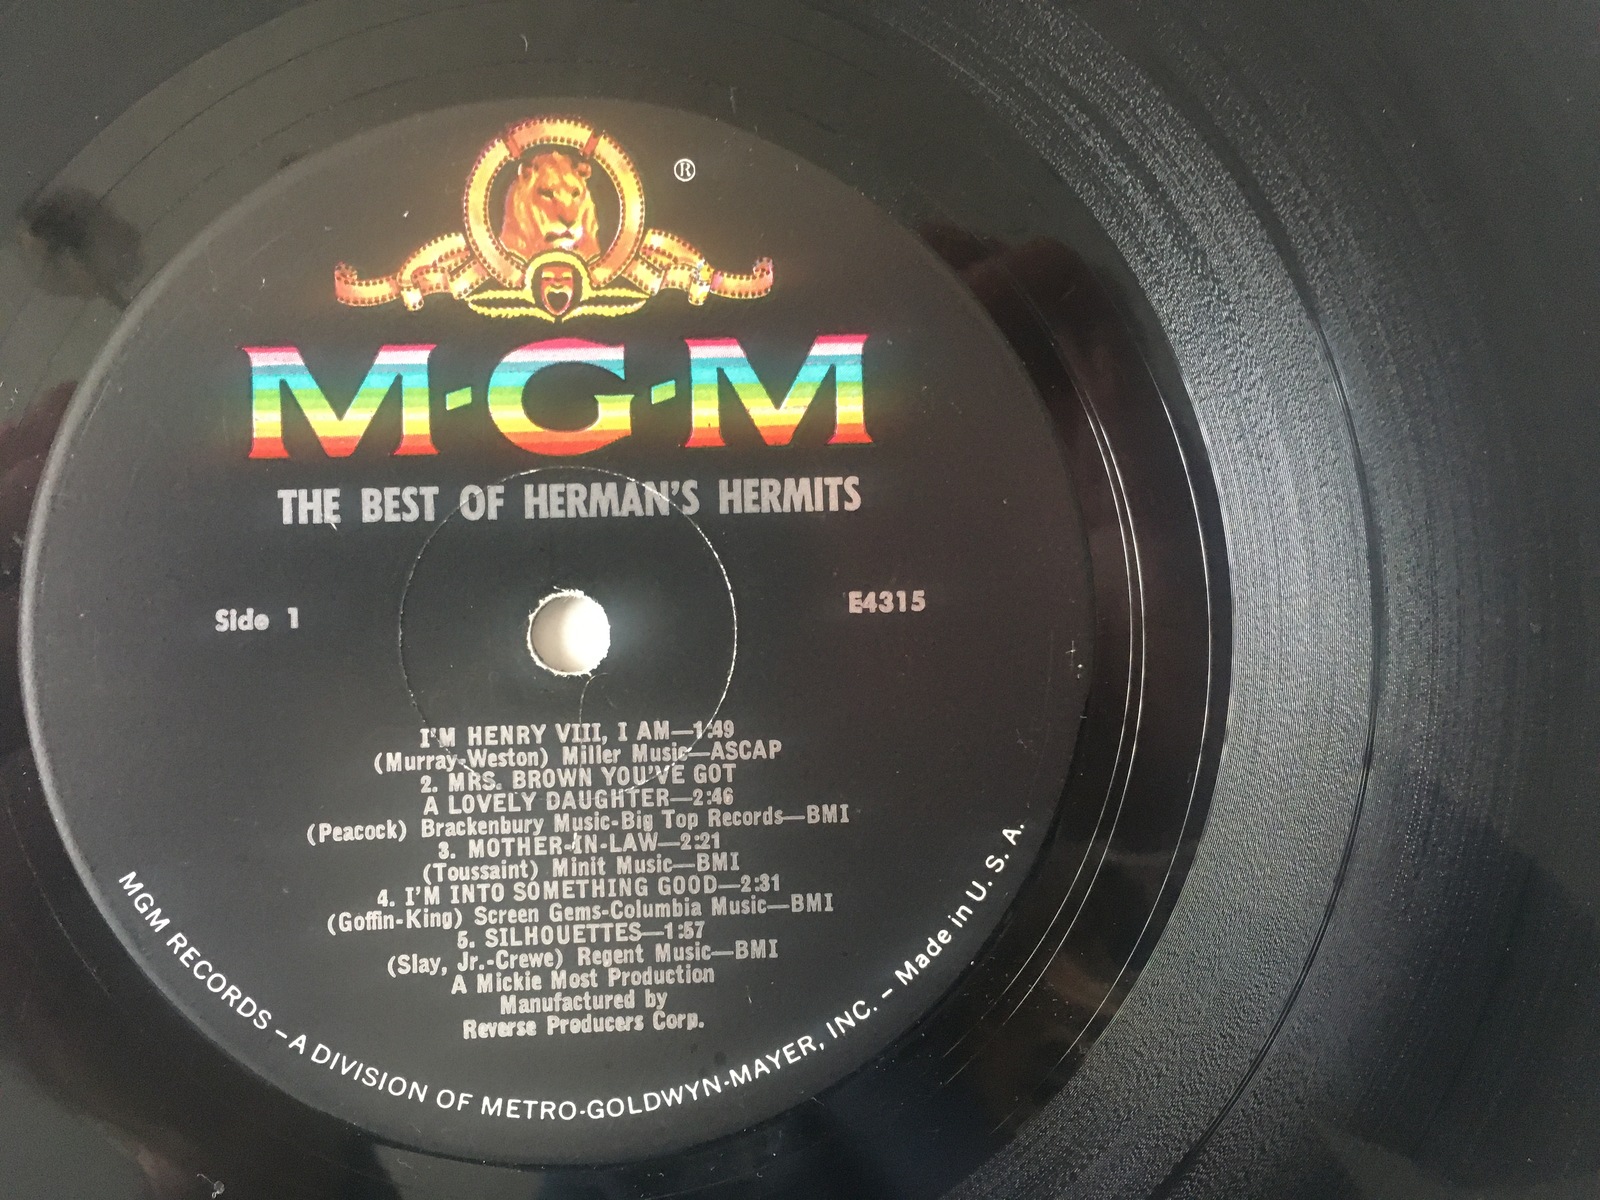 ®
M·G·M
THE BEST OF HERMAN'S HERMITS
Side 1
E4315
I'M HENRY VIII, I AM—1:49
(Murray-Weston) Miller Music—ASCAP
2. MRS. BROWN YOU'VE GOT
A LOVELY DAUGHTER—2:46
(Peacock) Brackenbury Music-Big Top Records—BMI
3. MOTHER-IN-LAW—2:21
(Toussaint) Minit Music—BMI
4. I'M INTO SOMETHING GOOD—2:31
(Goffin-King) Screen Gems-Columbia Music—BMI
5. SILHOUETTES—1:57
(Slay, Jr.-Crewe) Regent Music—BMI
A Mickie Most Production
Manufactured by
Reverse Producers Corp.
MGM RECORDS – A DIVISION OF METRO-GOLDWYN-MAYER, INC. – Made in U. S. A.